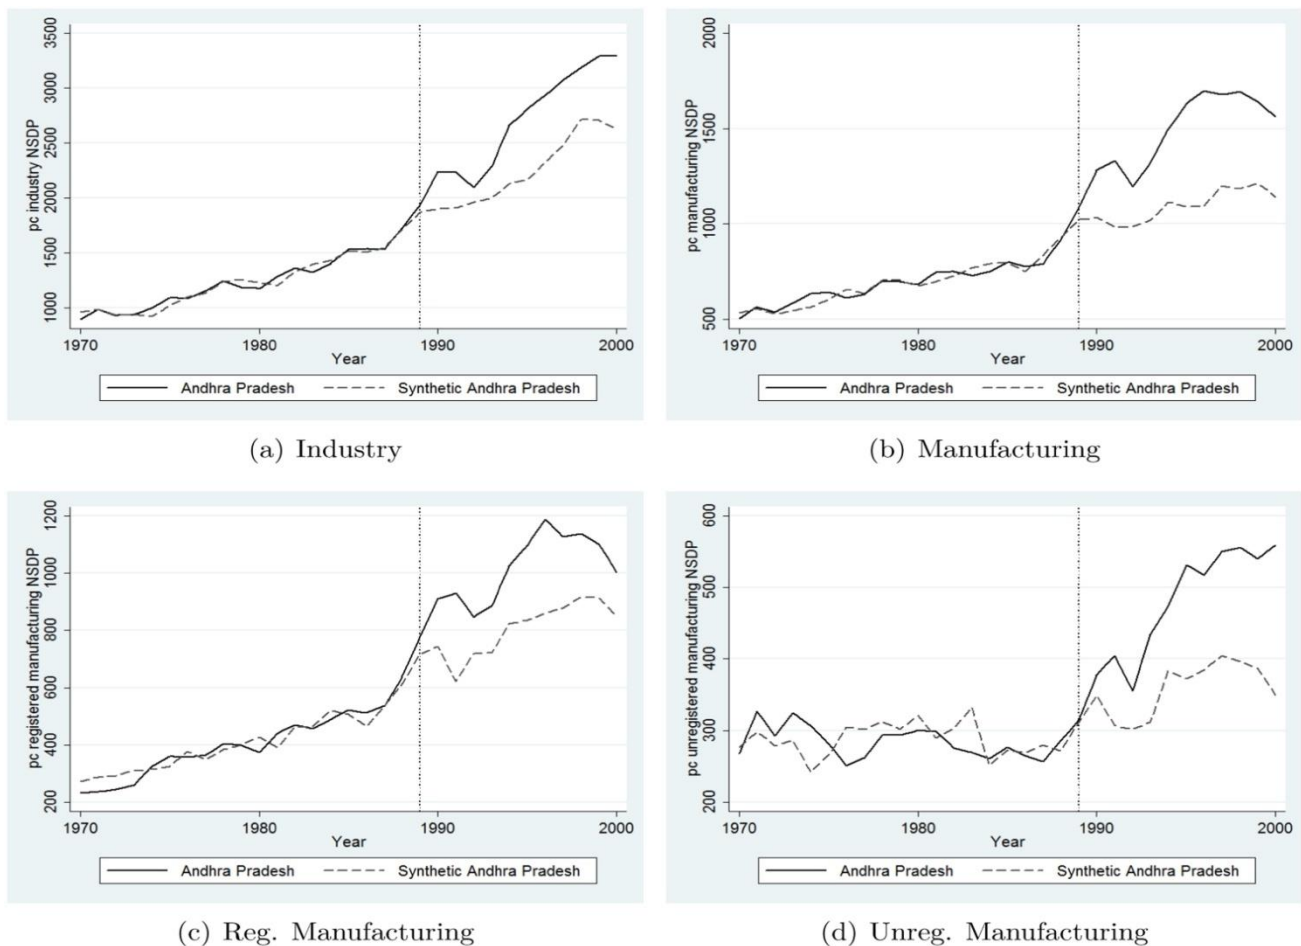 pc industry NSDP
3500
3000
2500
2000
1500
1000
1970 1980 1990 2000
Year
Andhra Pradesh Synthetic Andhra Pradesh
(a) Industry
pc manufacturing NSDP
2000
1500
1000
500
1970 1980 1990 2000
Year
Andhra Pradesh Synthetic Andhra Pradesh
(b) Manufacturing
pc registered manufacturing NSDP
1200
1000
800
600
400
200
1970 1980 1990 2000
Year
Andhra Pradesh Synthetic Andhra Pradesh
(c) Reg. Manufacturing
pc unregistered manufacturing NSDP
600
500
400
300
200
1970 1980 1990 2000
Year
Andhra Pradesh Synthetic Andhra Pradesh
(d) Unreg. Manufacturing